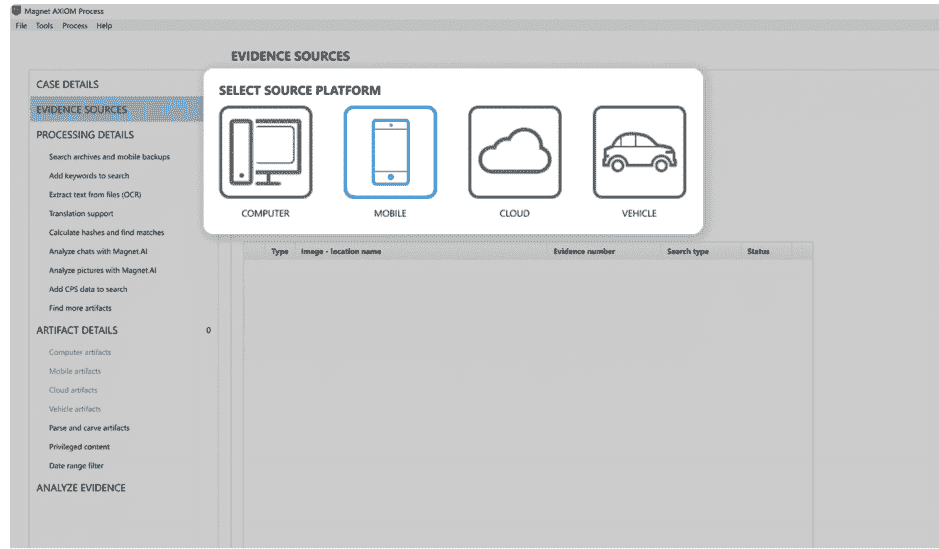 Magnet AXIOM Process
File Tools Process Help
EVIDENCE SOURCES
CASE DETAILS
EVIDENCE SOURCES
PROCESSING DETAILS
Search archives and mobile backups
Add keywords to search
Extract text from files (OCR)
Translation support
Calculate hashes and find matches
Analyze chats with Magnet.AI
Analyze pictures with Magnet.AI
Add CPS data to search
Find more artifacts
ARTIFACT DETAILS 0
Computer artifacts
Mobile artifacts
Cloud artifacts
Vehicle artifacts
Parse and carve artifacts
Privileged content
Date range filter
ANALYZE EVIDENCE
SELECT SOURCE PLATFORM
COMPUTER MOBILE CLOUD VEHICLE
Type Image - location name Evidence number Search type Status